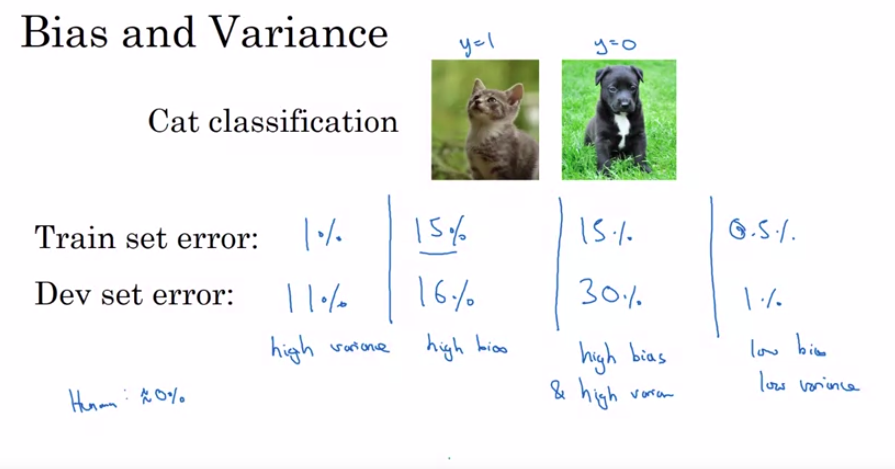 Bias and Variance
y=1 y=0
Cat classification
Train set error: 1% 15% 15% 0.5%
Dev set error: 11% 16% 30% 1%
high variance high bias high bias low bias
& high varian low variance
Human: ≈0%